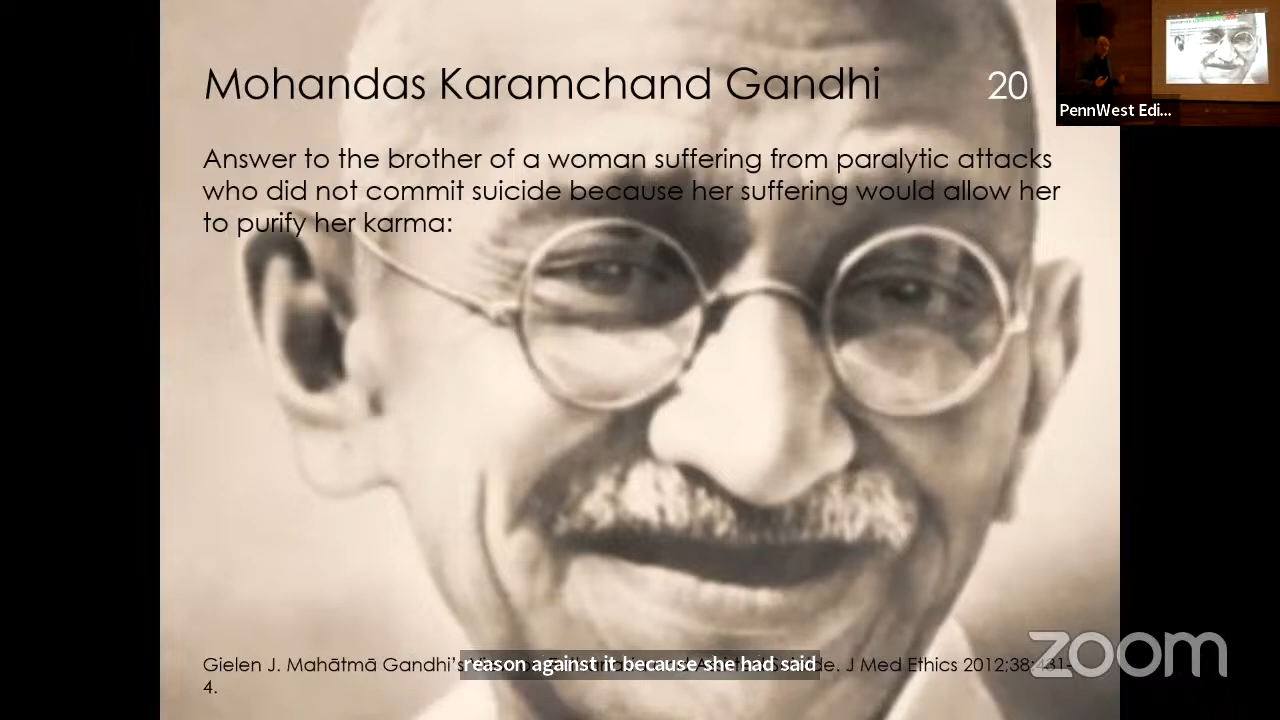 Mohandas Karamchand Gandhi
20
PennWest Edi...
Answer to the brother of a woman suffering from paralytic attacks
who did not commit suicide because her suffering would allow her
to purify her karma:
Gielen J. Mahātmā Gandhi's
reason against it because she had said
J Med Ethics 2012;38:431-
4.
zoom